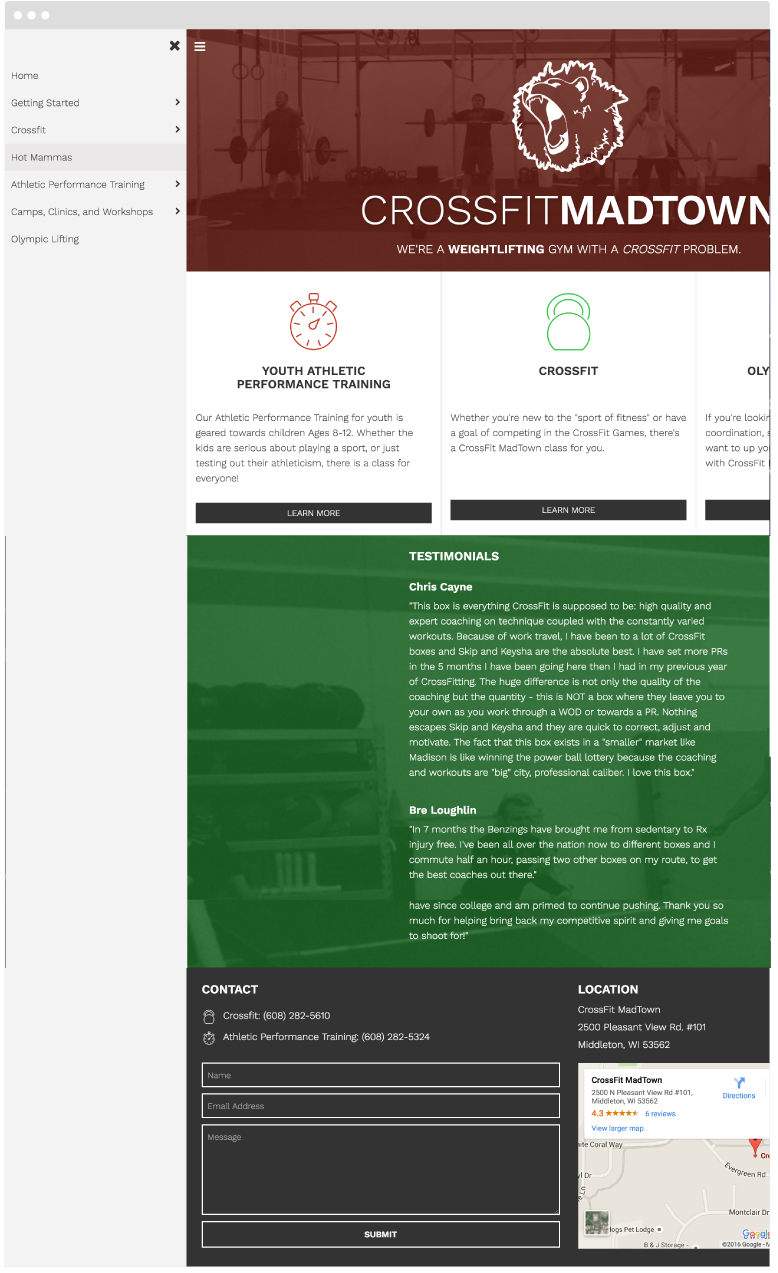 Home
Getting Started
Crossfit
Hot Mammas
Athletic Performance Training
Camps, Clinics, and Workshops
Olympic Lifting
CROSSFITMADTOWN
WE'RE A WEIGHTLIFTING GYM WITH A CROSSFIT PROBLEM.
YOUTH ATHLETIC
PERFORMANCE TRAINING
Our Athletic Performance Training for youth is
geared towards children Ages 8-12. Whether the
kids are serious about playing a sport, or just
testing out their athleticism, there is a class for
everyone!
LEARN MORE
CROSSFIT
Whether you're new to the "sport of fitness" or have
a goal of competing in the CrossFit Games, there's
a CrossFit MadTown class for you.
LEARN MORE
OLY
If you're lookin
coordination, s
want to up yo
with CrossFit
TESTIMONIALS
Chris Cayne
"This box is everything CrossFit is supposed to be: high quality and
expert coaching on technique coupled with the constantly varied
workouts. Because of work travel, I have been to a lot of CrossFit
boxes and Skip and Keysha are the absolute best. I have set more PRs
in the 5 months I have been going here then I had in my previous year
of CrossFitting. The huge difference is not only the quality of the
coaching but the quantity - this is NOT a box where they leave you to
your own as you work through a WOD or towards a PR. Nothing
escapes Skip and Keysha and they are quick to correct, adjust and
motivate. The fact that this box exists in a "smaller" market like
Madison is like winning the power ball lottery because the coaching
and workouts are "big" city, professional caliber. I love this box."
Bre Loughlin
"In 7 months the Benzings have brought me from sedentary to Rx
injury free. I've been all over the nation now to different boxes and I
commute half an hour, passing two other boxes on my route, to get
the best coaches out there."
have since college and am primed to continue pushing. Thank you so
much for helping bring back my competitive spirit and giving me goals
to shoot for!"
CONTACT
Crossfit: (608) 282-5610
Athletic Performance Training: (608) 282-5324
Name
Email Address
Message
SUBMIT
LOCATION
CrossFit MadTown
2500 Pleasant View Rd. #101
Middleton, WI 53562
CrossFit MadTown
2500 N Pleasant View Rd #101,
Middleton, WI 53562
4.3 6 reviews
View larger map
Directions
ite Coral Way
Cro
Evergreen Rd
yl Dr
e Ln
Montclair Dr
Hogs Pet Lodge
B & J Storage
Google
©2016 Google - M